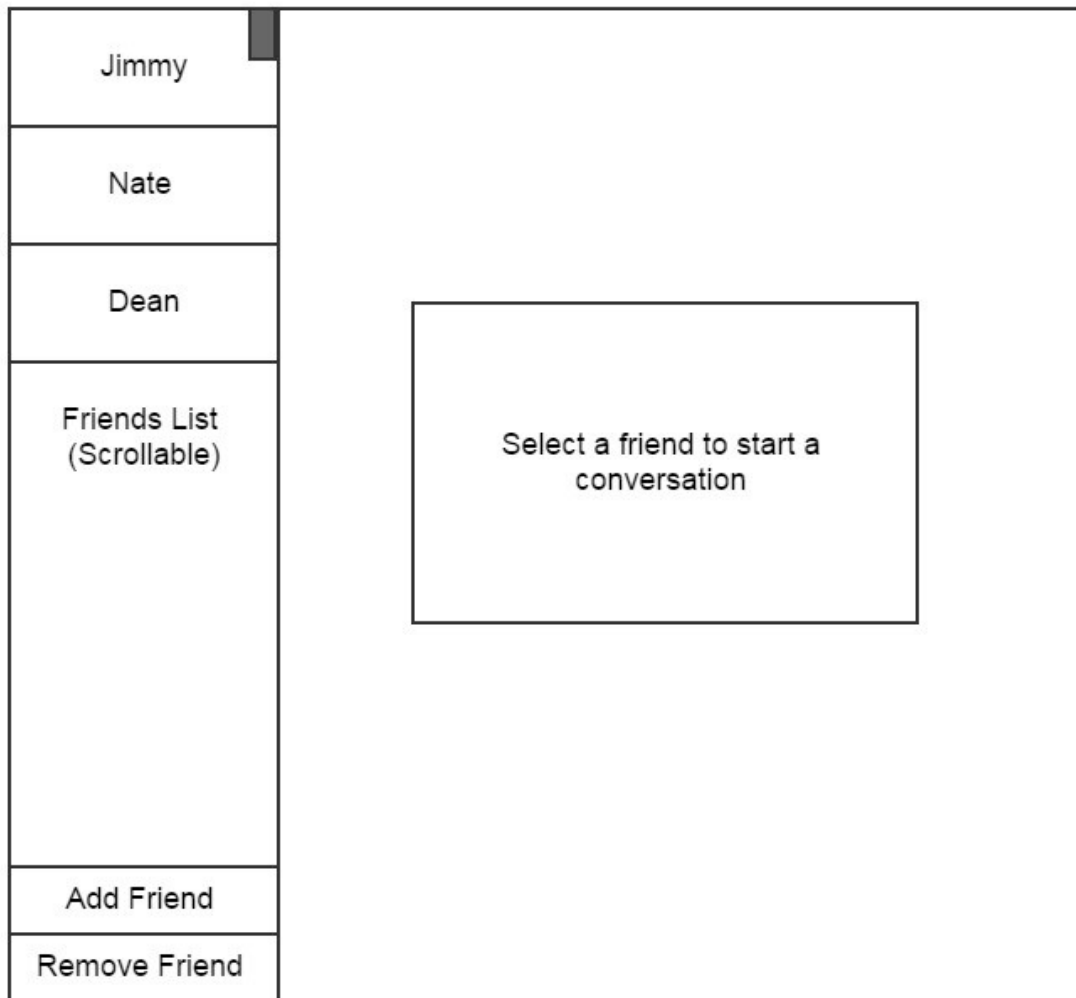 Jimmy
Nate
Dean
Friends List
(Scrollable)
Select a friend to start a
conversation
Add Friend
Remove Friend